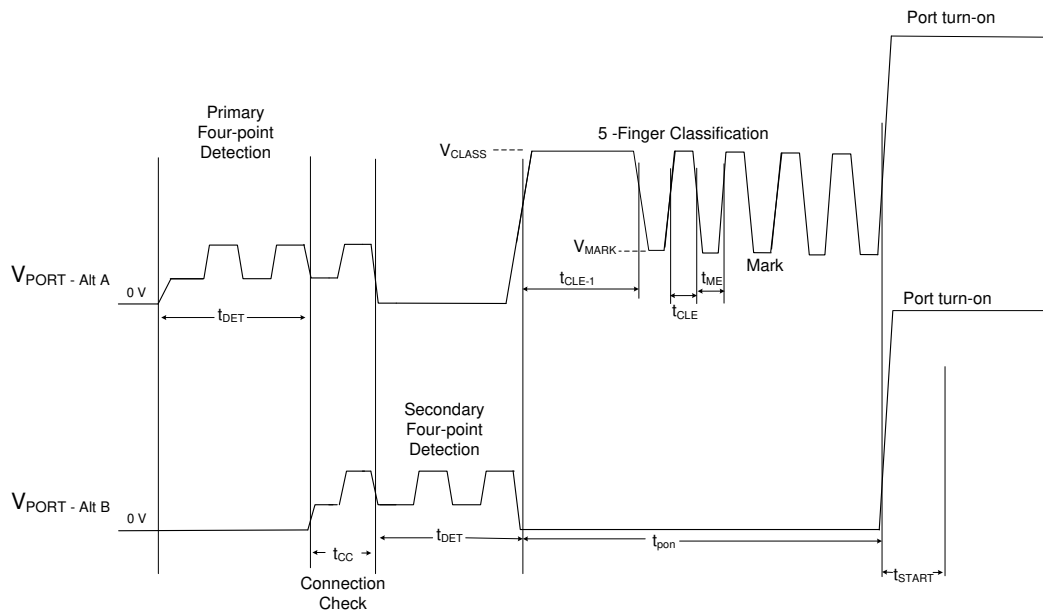 Port turn-on
Primary
Four-point
Detection
5 -Finger Classification
VCLASS
VMARK
Mark
VPORT - Alt A
0 V
tDET
tCLE-1
tCLE
tME
Port turn-on
Secondary
Four-point
Detection
VPORT - Alt B
0 V
tCC
tDET
tpon
tSTART
Connection
Check